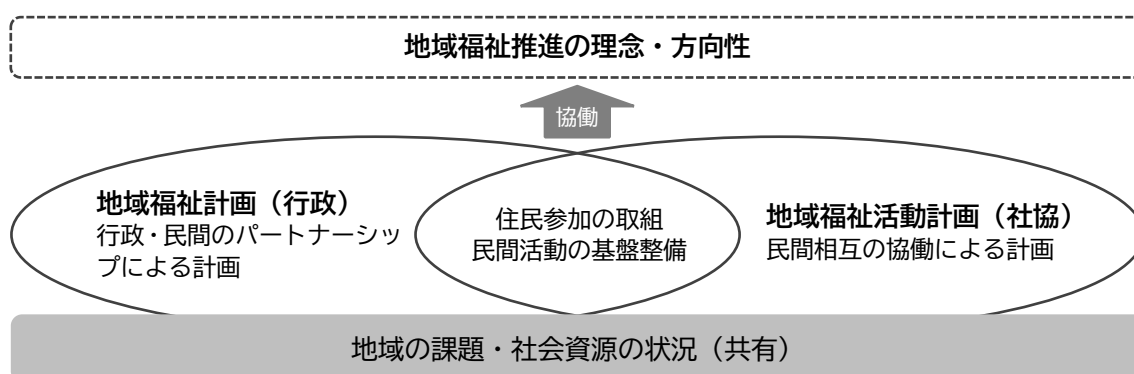 地域福祉推進の理念・方向性
協働
地域福祉計画（行政）
行政・民間のパートナーシッ
プによる計画
住民参加の取組
民間活動の基盤整備
地域福祉活動計画（社協）
民間相互の協働による計画
地域の課題・社会資源の状況（共有）